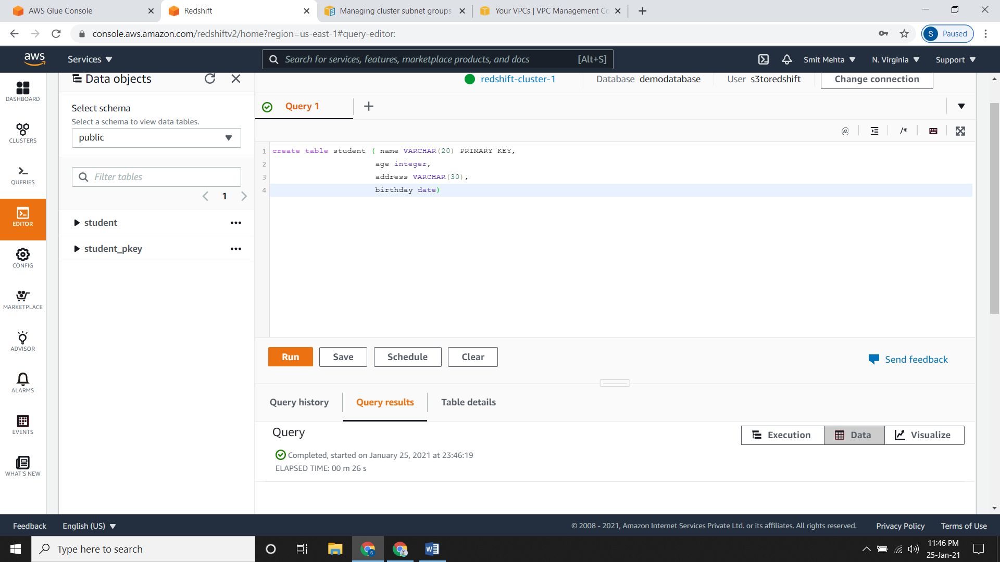 AWS Glue Console
Redshift
Managing cluster subnet groups
Your VPCs | VPC Management Co
console.aws.amazon.com/redshiftv2/home?region=us-east-1#query-editor:
S Paused
aws
Services
Search for services, features, marketplace products, and docs
[Alt+S]
Smit Mehta
N. Virginia
Support
Data objects
redshift-cluster-1
Database demodatabase
User s3toredshift
Change connection
DASHBOARD
CLUSTERS
QUERIES
EDITOR
CONFIG
MARKETPLACE
ADVISOR
ALARMS
EVENTS
WHAT'S NEW
Select schema
Select a schema to view data tables.
public
Filter tables
1
student
student_pkey
Query 1
@
/*
1 create table student ( name VARCHAR(20) PRIMARY KEY,
2 age integer,
3 address VARCHAR(30),
4 birthday date)
Run
Save
Schedule
Clear
Send feedback
Query history
Query results
Table details
Query
Execution
Data
Visualize
Completed, started on January 25, 2021 at 23:46:19
ELAPSED TIME: 00 m 26 s
Feedback
English (US)
© 2008 - 2021, Amazon Internet Services Private Ltd. or its affiliates. All rights reserved.
Privacy Policy
Terms of Use
Type here to search
11:46 PM
25-Jan-21